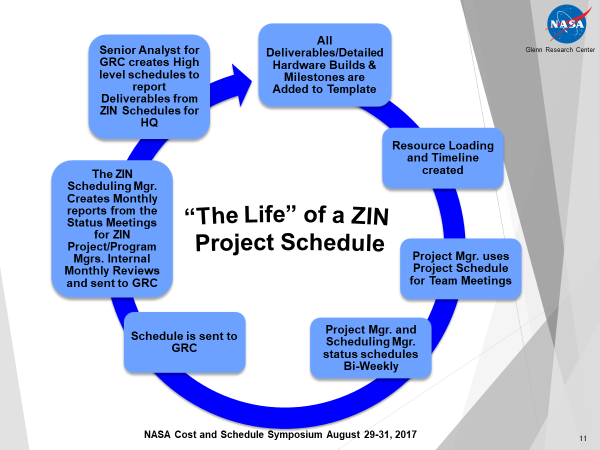 NASA
Glenn Research Center
All
Deliverables/Detailed
Hardware Builds &
Milestones are
Added to Template
Resource Loading
and Timeline
created
Project Mgr. uses
Project Schedule
for Team Meetings
Project Mgr. and
Scheduling Mgr.
status schedules
Bi-Weekly
Schedule is sent to
GRC
The ZIN
Scheduling Mgr.
Creates Monthly
reports from the
Status Meetings
for ZIN
Project/Program
Mgrs. Internal
Monthly Reviews
and sent to GRC
Senior Analyst for
GRC creates High
level schedules to
report
Deliverables from
ZIN Schedules for
HQ
“The Life” of a ZIN
Project Schedule
NASA Cost and Schedule Symposium August 29-31, 2017
11